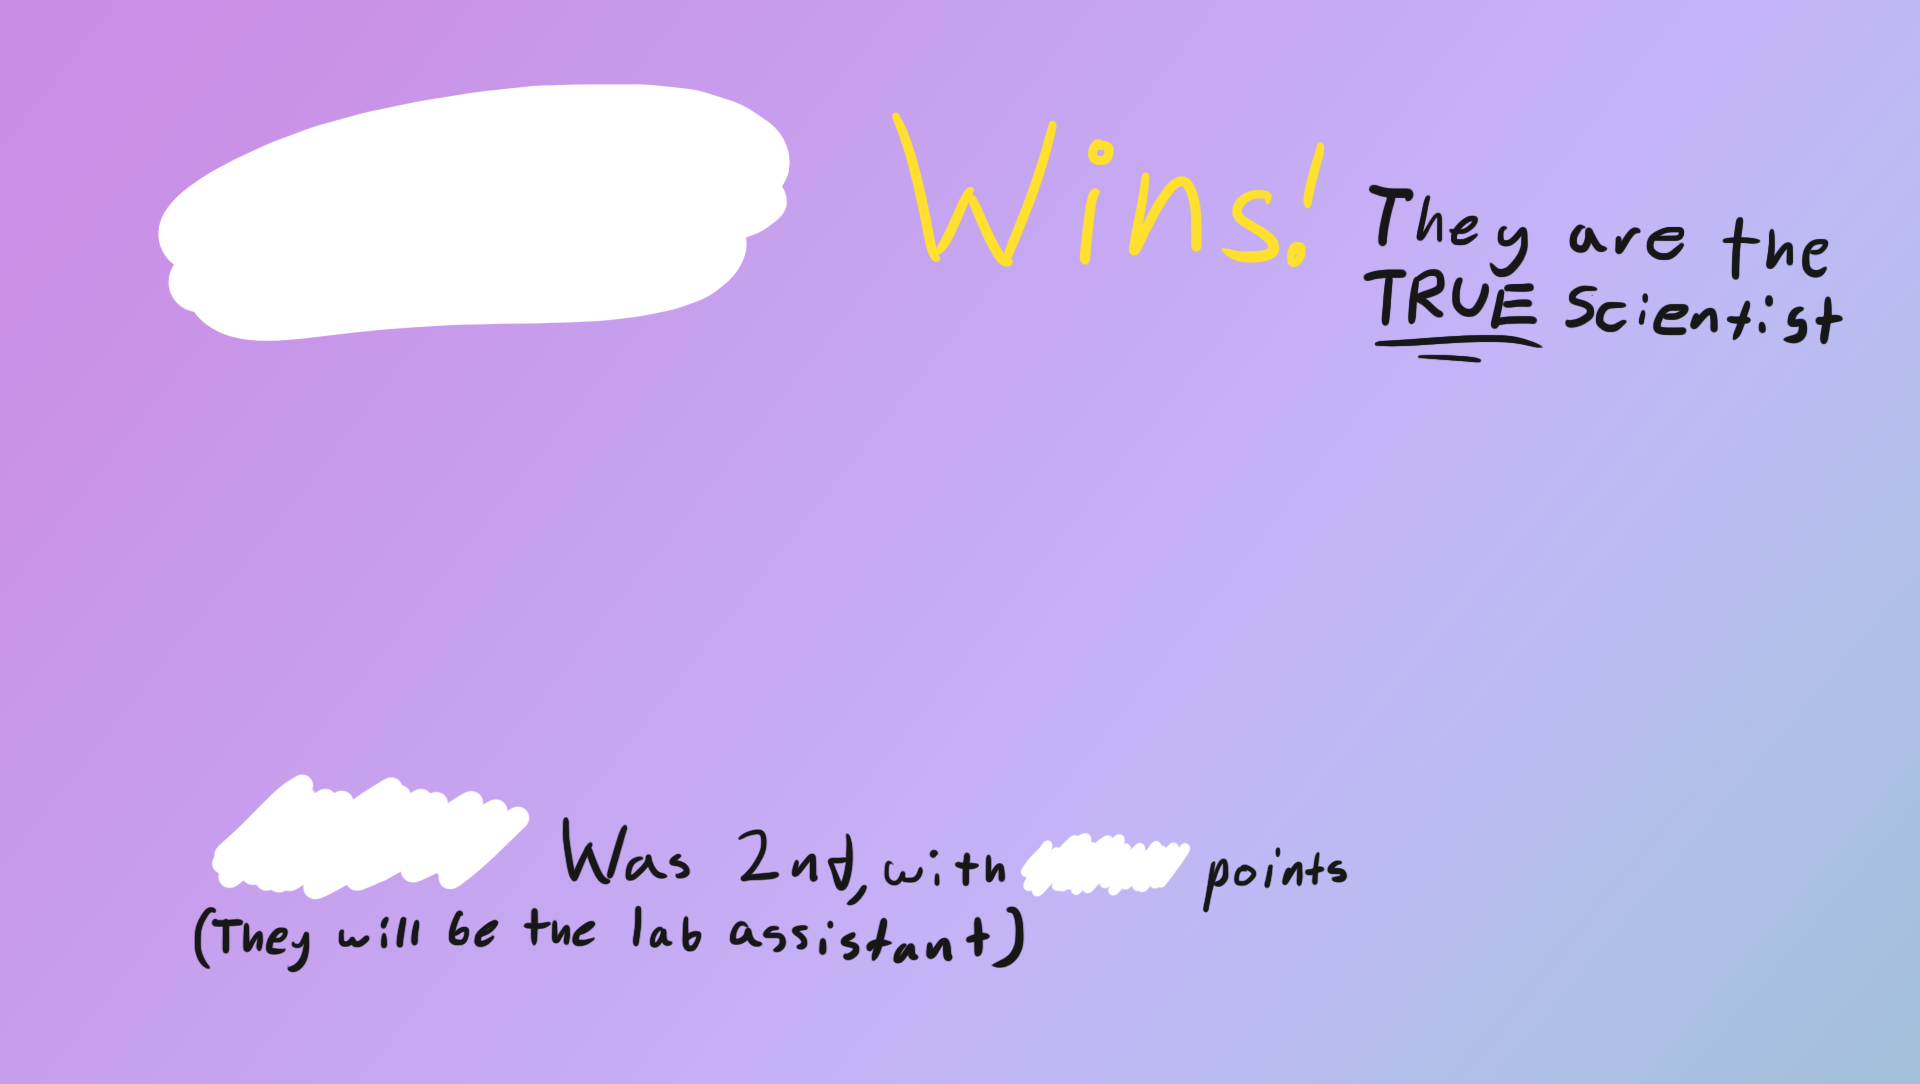 Wins! They are the
TRUE Scientist
Was 2nd, with points
(They will be the lab assistant)